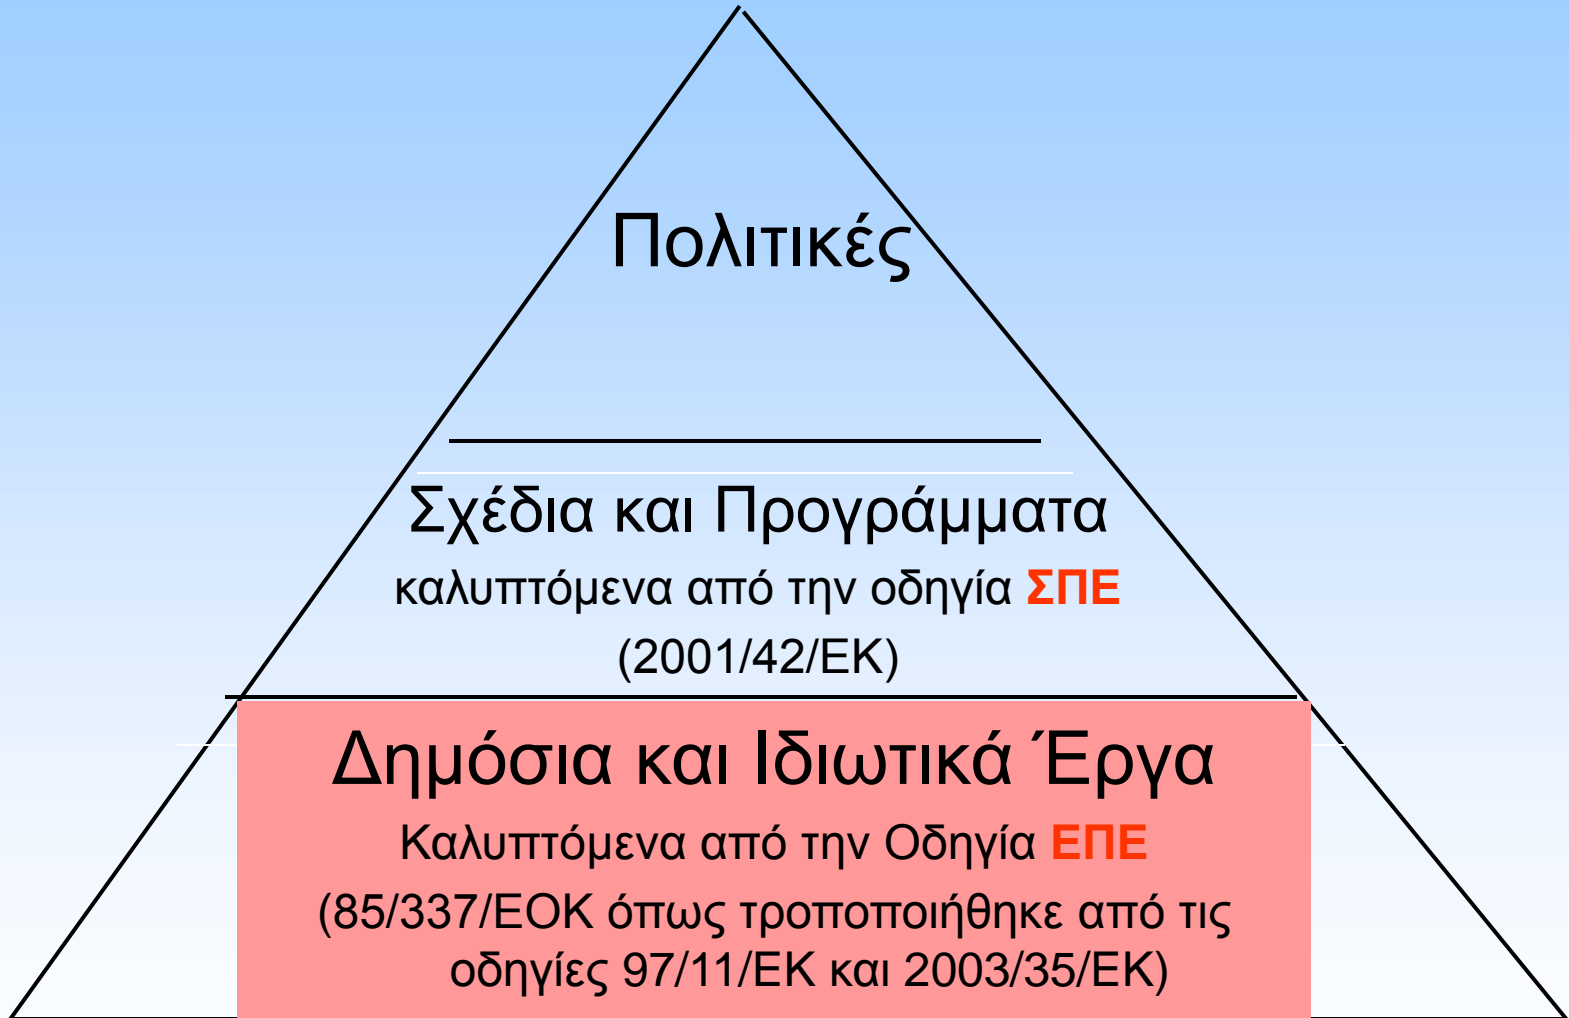 Πολιτικές
Σχέδια και Προγράμματα
καλυπτόμενα από την οδηγία ΣΠΕ
(2001/42/ΕΚ)
Δημόσια και Ιδιωτικά Έργα
Καλυπτόμενα από την Οδηγία ΕΠΕ
(85/337/ΕΟΚ όπως τροποποιήθηκε από τις
οδηγίες 97/11/ΕΚ και 2003/35/ΕΚ)